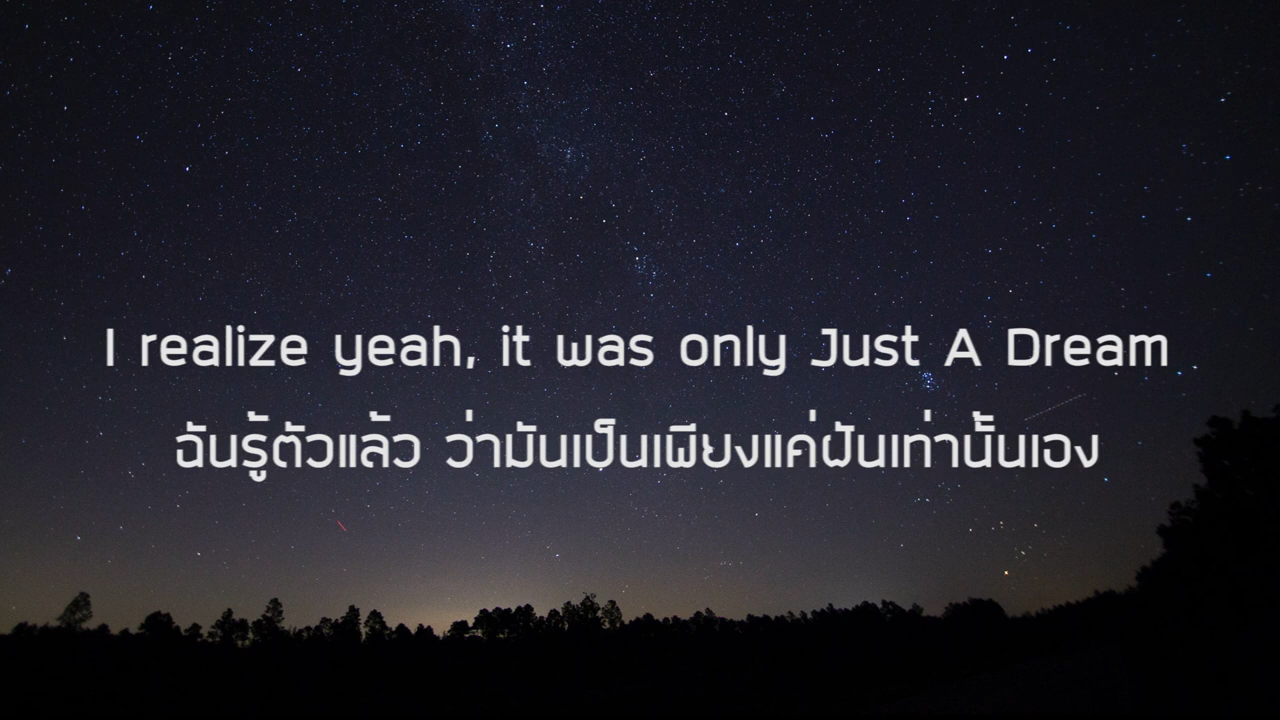 I realize yeah, it was only Just A Dream
ฉันรู้ตัวแล้ว ว่ามันเป็นเพียงแค่ฝันเท่านั้นเอง